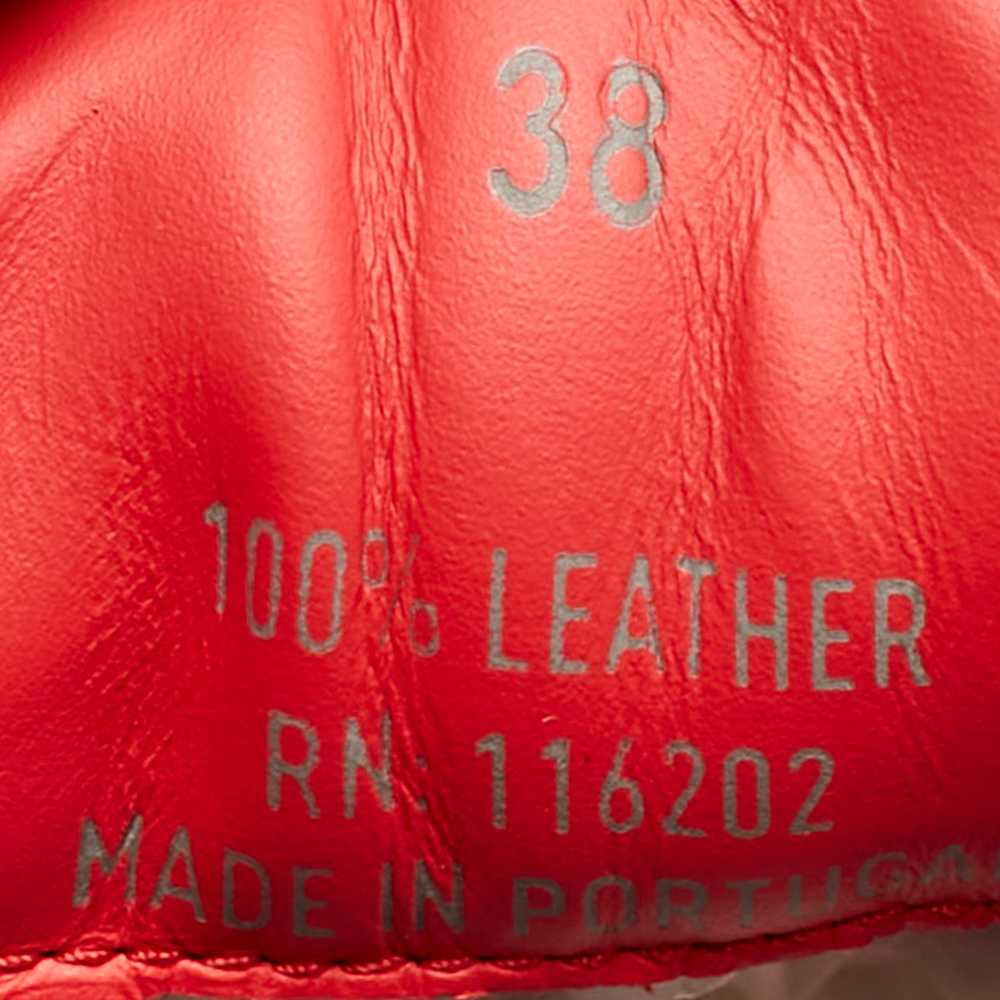 38
100% LEATHER
RN: 116202
MADE IN PORTUGAL